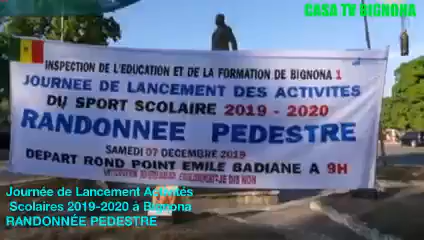 CASA TV BIGNONA
INSPECTION DE L'EDUCATION ET DE LA FORMATION DE BIGNONA 1
JOURNEE DE LANCEMENT DES ACTIVITES
DU SPORT SCOLAIRE 2019 - 2020
RANDONNEE PEDESTRE
SAMEDI 07 DECEMBRE 2019
DEPART ROND POINT EMILE BADIANE A 9H
Journée de Lancement Activités
Scolaires 2019-2020 à Bignona
RANDONNÉE PEDESTRE